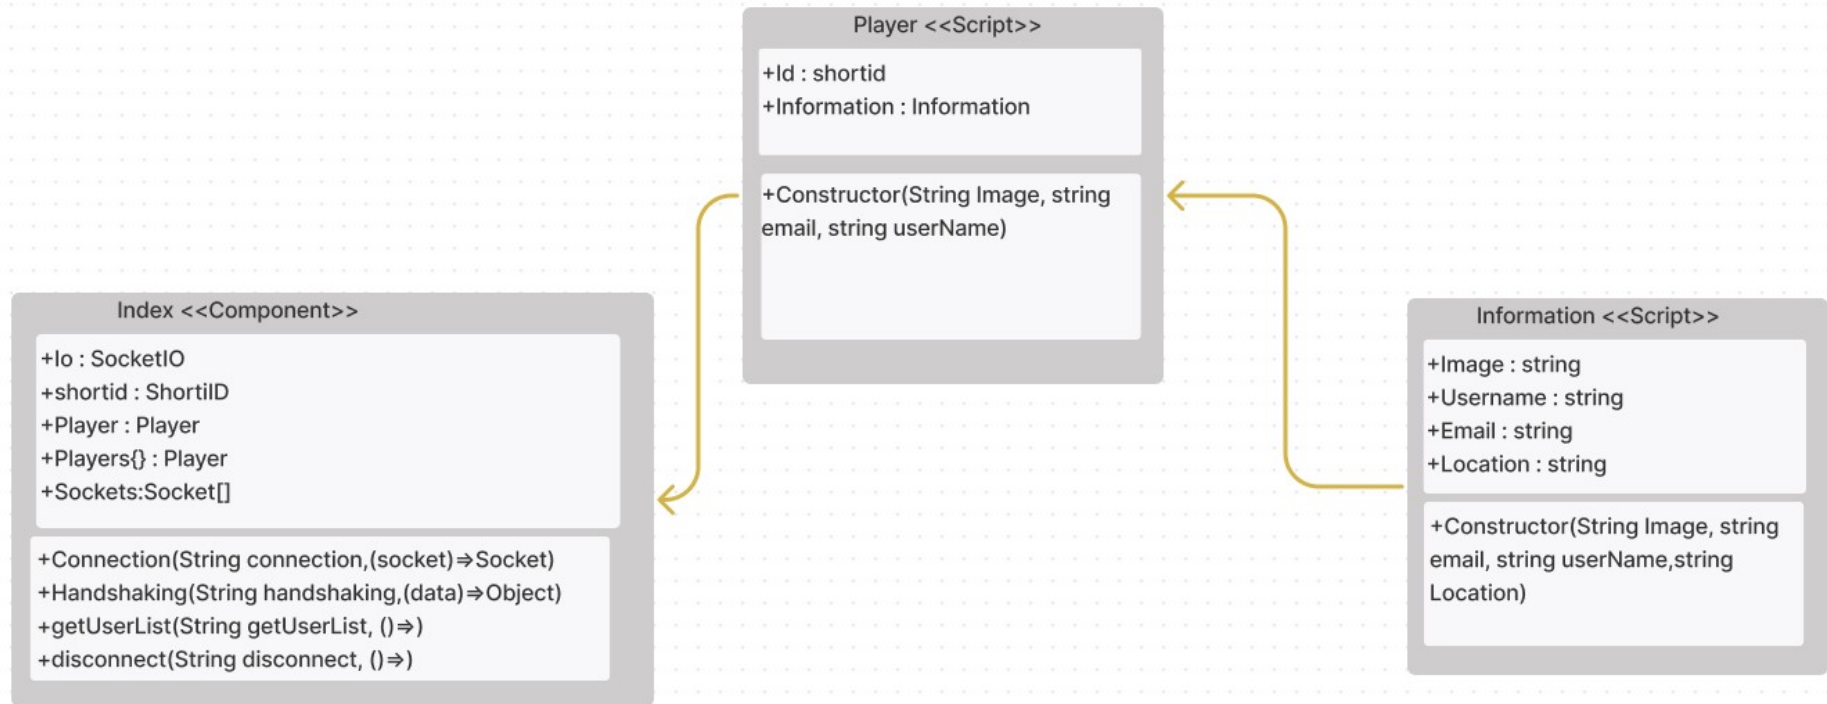 Player <<Script>>
+Id : shortid
+Information : Information
+Constructor(String Image, string
email, string userName)
Index <<Component>>
+Io : SocketIO
+shortid : ShortiID
+Player : Player
+Players{} : Player
+Sockets:Socket[]
+Connection(String connection,(socket)⇒Socket)
+Handshaking(String handshaking,(data)⇒Object)
+getUserList(String getUserList, ()⇒)
+disconnect(String disconnect, ()⇒)
Information <<Script>>
+Image : string
+Username : string
+Email : string
+Location : string
+Constructor(String Image, string
email, string userName,string
Location)